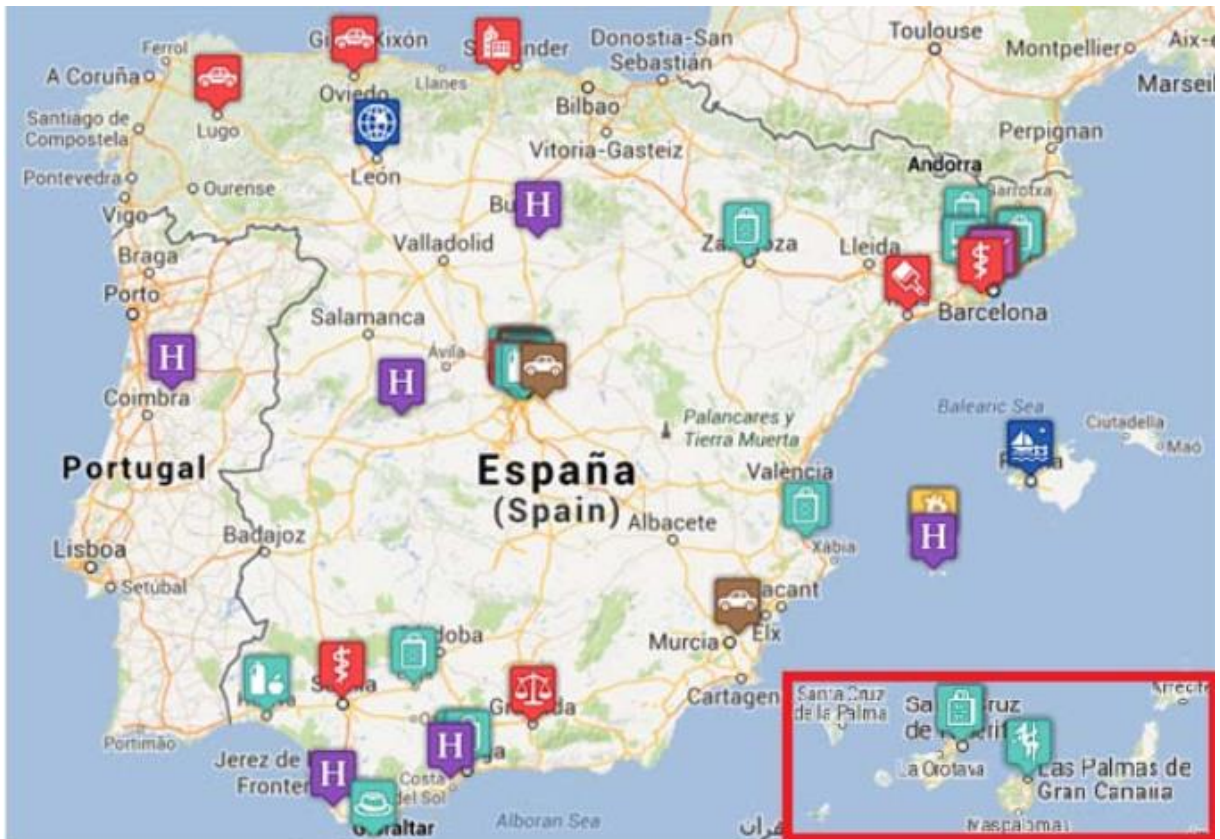 Ferrol
A Coruña
Santiago de
Compostela
Pontevedra
Vigo
Lugo
Ourense
Oviedo
Llanes
León
Bilbao
Donostia-San
Sebastián
Vitoria-Gasteiz
Toulouse
Montpellier
Marseil
Perpignan
Andorra
Valladolid
Lleida
Barcelona
Braga
Porto
Salamanca
Ávila
Coimbra
Portugal
España
(Spain)
Palancares y
Tierra Muerta
Balearic Sea
Ciutadella
Mao
València
Albacete
Xàbia
Lisboa
Setúbal
Badajoz
Murcia
Elx
Cartagen
Portimão
Jerez de
Costa
del Sol
Gibraltar
Alboran Sea
Santa Cruz
de la Palma
La Orotava
Las Palmas de
Gran Canaria
Maspalomas
H
H
H
H
H
H